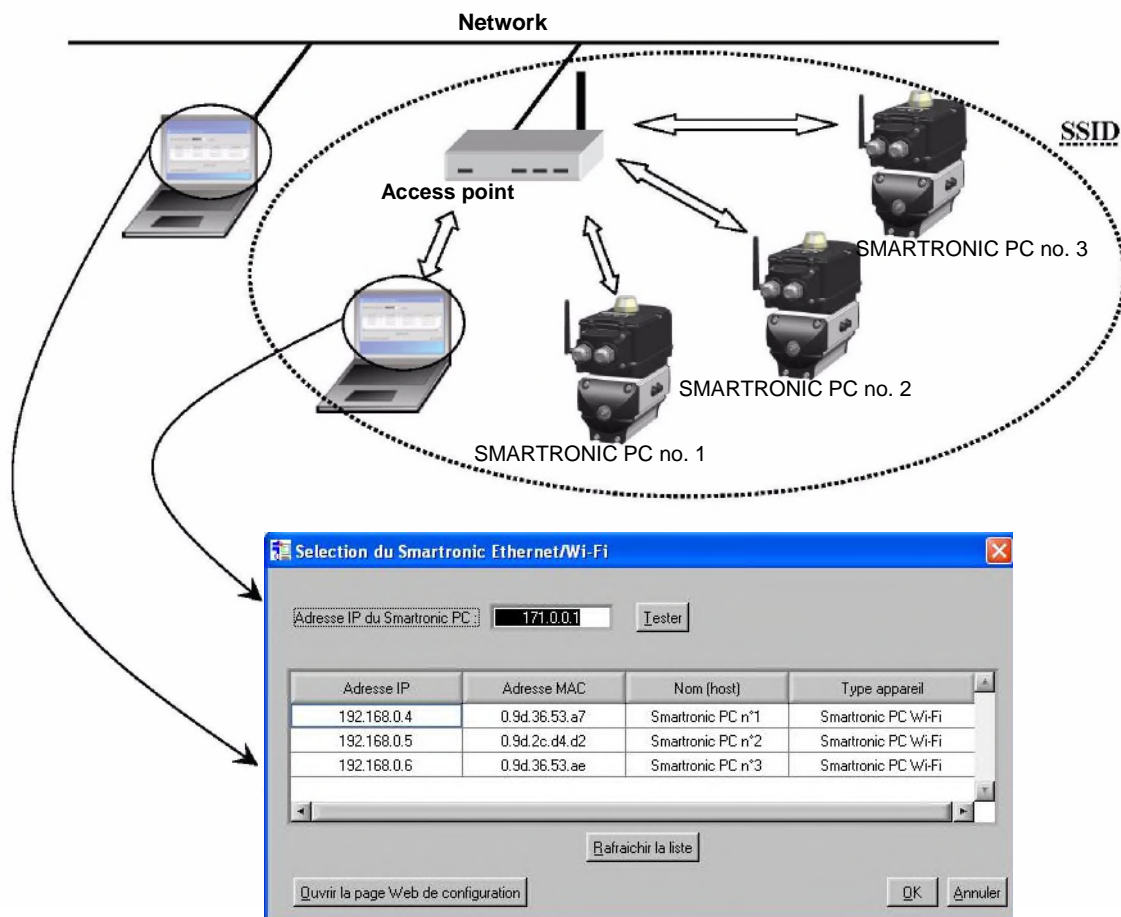 Network
SSID
Access point
SMARTRONIC PC no. 3
SMARTRONIC PC no. 2
SMARTRONIC PC no. 1
Selection du Smartronic Ethernet/Wi-Fi
Adresse IP du Smartronic PC : 171.0.0.1 Tester
Adresse IP Adresse MAC Nom (host) Type appareil
192.168.0.4 0.9d.36.53.a7 Smartronic PC n°1 Smartronic PC Wi-Fi
192.168.0.5 0.9d.2c.d4.d2 Smartronic PC n°2 Smartronic PC Wi-Fi
192.168.0.6 0.9d.36.53.ae Smartronic PC n°3 Smartronic PC Wi-Fi
Rafraichir la liste
Ouvrir la page Web de configuration OK Annuler